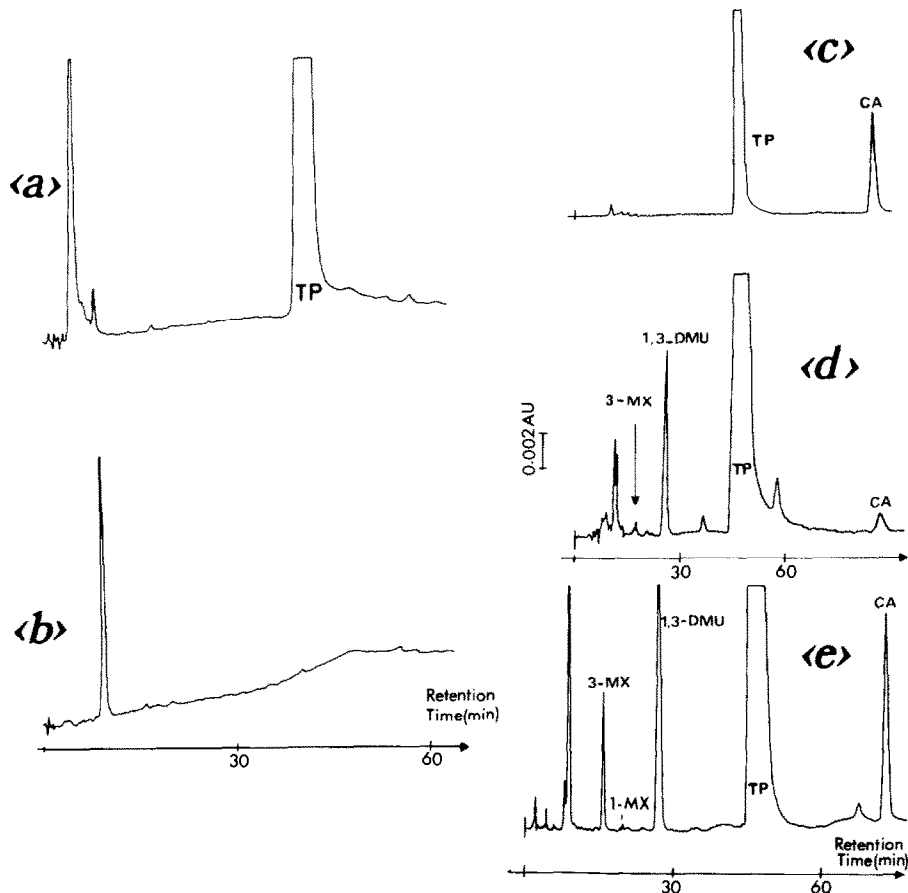 <a>
TP
<b>
Retention
Time(min)
30
60
<c>
TP
CA
<d>
0.002AU
3-MX
1,3-DMU
TP
CA
30
60
<e>
3-MX
1-MX
1,3-DMU
TP
CA
Retention
Time(min)
30
60